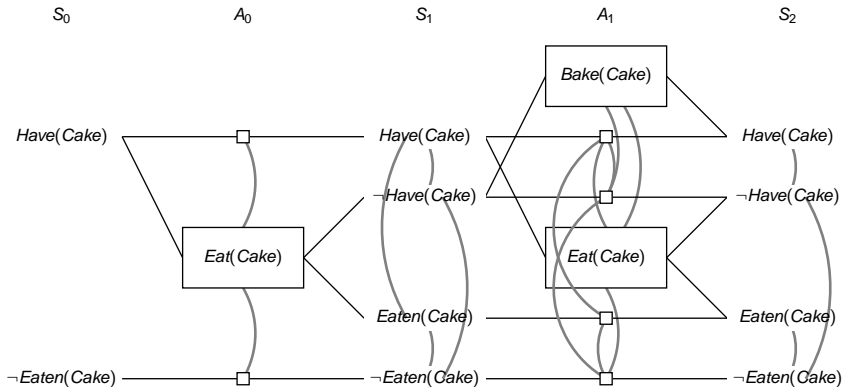 S0 A0 S1 A1 S2
Bake(Cake)
Have(Cake) Have(Cake) Have(Cake)
¬Have(Cake) ¬Have(Cake)
Eat(Cake) Eat(Cake)
Eaten(Cake) Eaten(Cake)
¬Eaten(Cake) ¬Eaten(Cake) ¬Eaten(Cake)